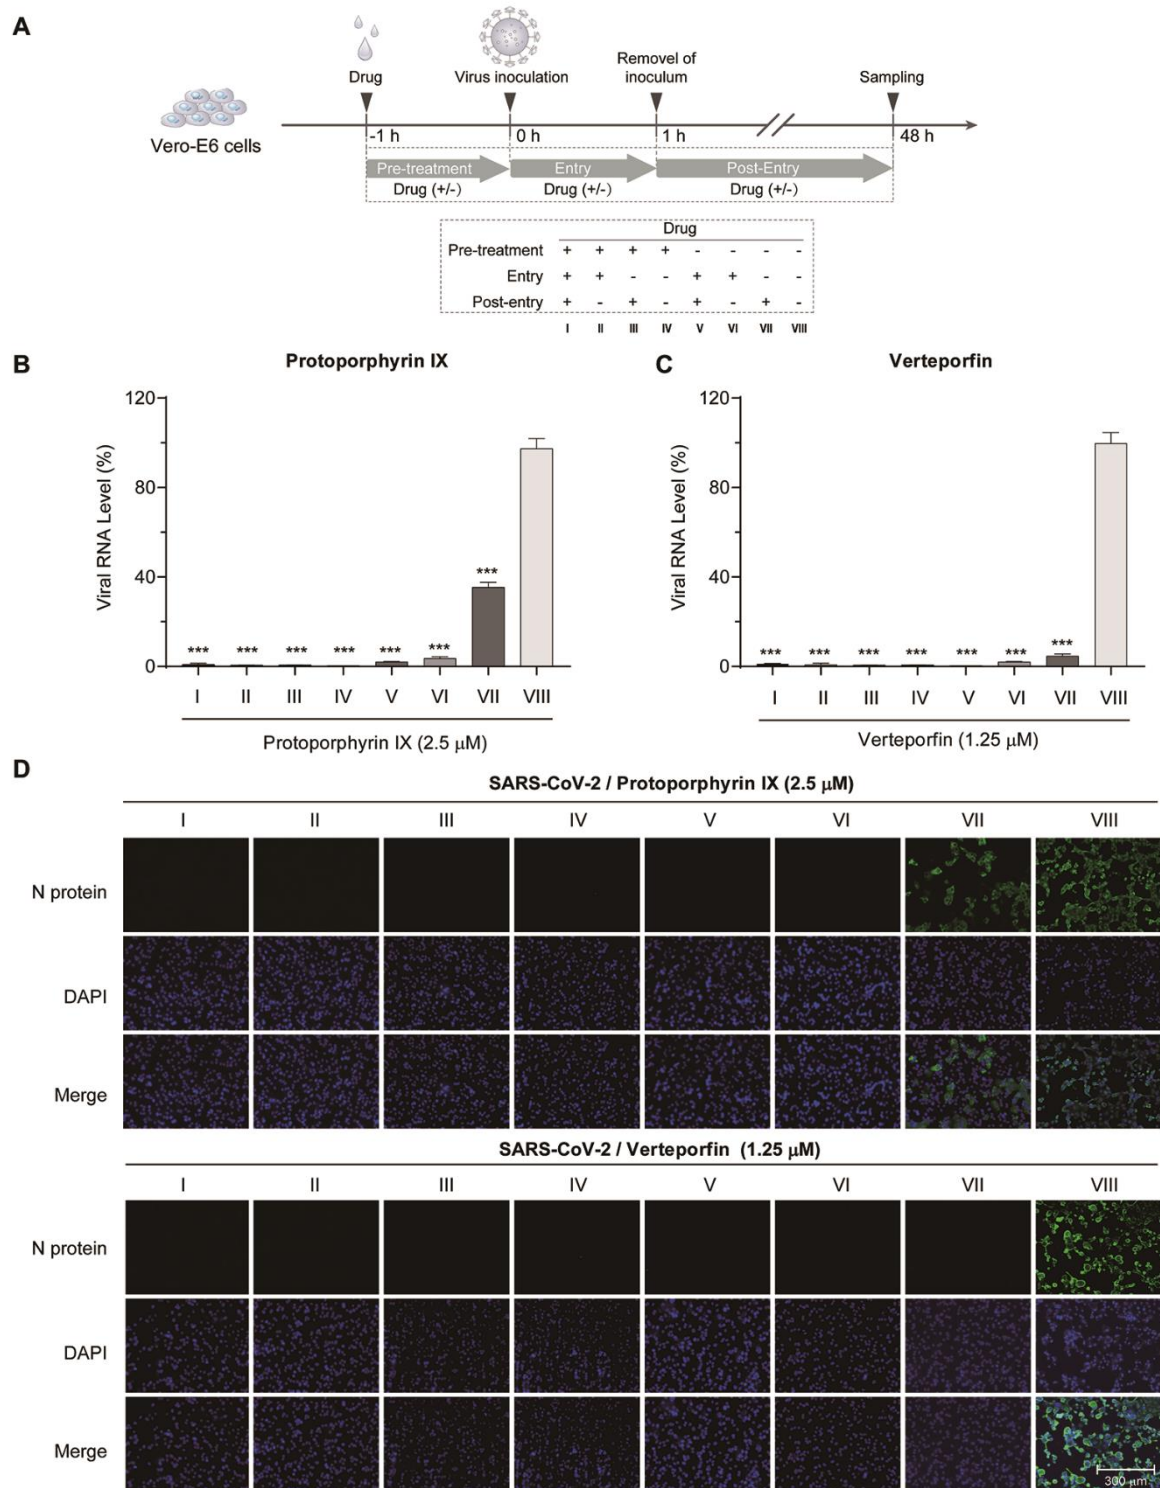 A
Drug
Virus inoculation
Removel of
inoculum
Sampling
Vero-E6 cells
-1 h
0 h
1 h
48 h
Pre-treatment
Entry
Post-Entry
Drug (+/-)
Drug (+/-)
Drug (+/-)
Drug
Pre-treatment + + + + - - - -
Entry + + - - + + - -
Post-entry + - + - + - + -
I II III IV V VI VII VIII
B
Protoporphyrin IX
Viral RNA Level (%)
120
80
40
0
*** *** *** *** *** *** ***
I II III IV V VI VII VIII
Protoporphyrin IX (2.5 μM)
C
Verteporfin
Viral RNA Level (%)
120
80
40
0
*** *** *** *** *** *** ***
I II III IV V VI VII VIII
Verteporfin (1.25 μM)
D
SARS-CoV-2 / Protoporphyrin IX (2.5 μM)
I II III IV V VI VII VIII
N protein
DAPI
Merge
SARS-CoV-2 / Verteporfin (1.25 μM)
I II III IV V VI VII VIII
N protein
DAPI
Merge
300 μm